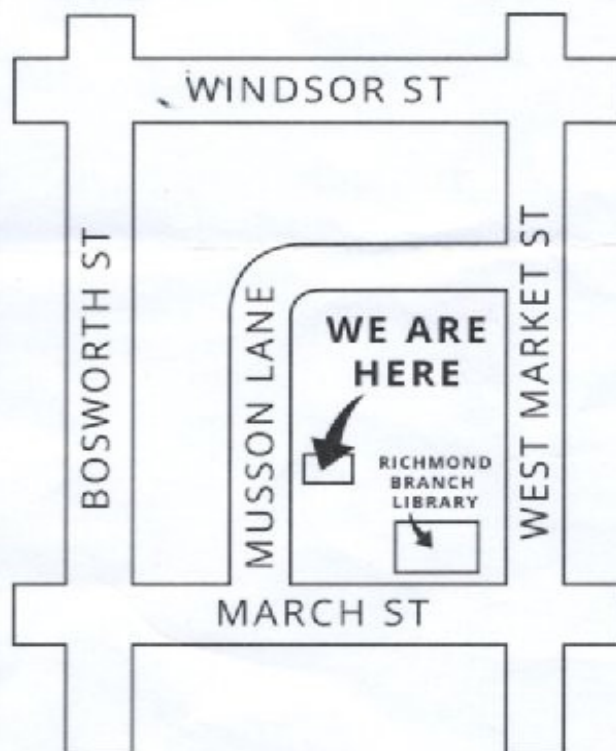 WINDSOR ST
BOSWORTH ST
MUSSON LANE
WEST MARKET ST
WE ARE
HERE
RICHMOND
BRANCH
LIBRARY
MARCH ST